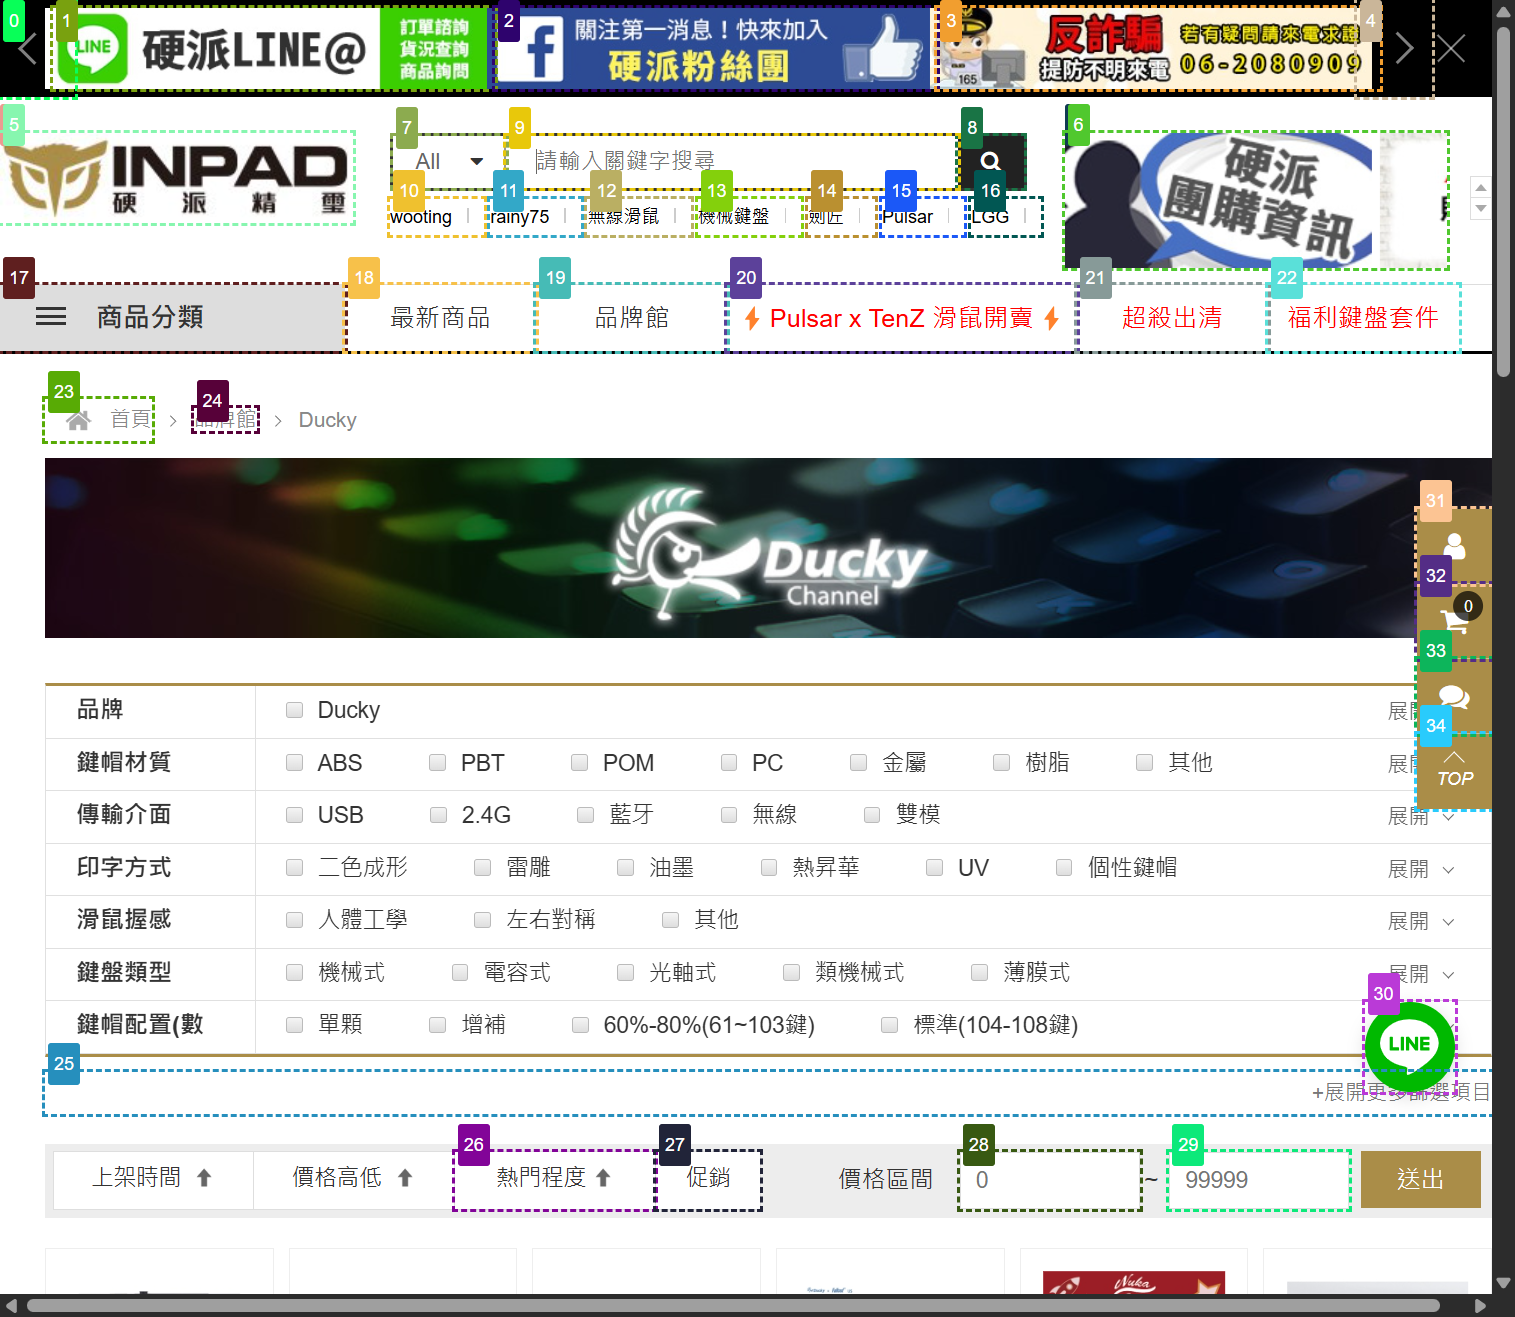 0
1
2
3
4
LINE
硬派LINE@
訂單諮詢
貨況查詢
商品詢問
關注第一消息！快來加入
硬派粉絲團
反詐騙
提防不明來電
若有疑問請來電求證
06-2080909
165
5
6
7
8
9
INPAD
硬派精璽
All
請輸入關鍵字搜尋
硬派
團購資訊
10
11
12
13
14
15
16
wooting
rainy75
無線滑鼠
機械鍵盤
劍匠
Pulsar
LGG
17
18
19
20
21
22
商品分類
最新商品
品牌館
Pulsar x TenZ 滑鼠開賣
超殺出清
福利鍵盤套件
23
24
首頁
品牌館
Ducky
Ducky
Channel
31
32
0
33
34
TOP
品牌
Ducky
鍵帽材質
ABS
PBT
POM
PC
金屬
樹脂
其他
傳輸介面
USB
2.4G
藍牙
無線
雙模
展開
印字方式
二色成形
雷雕
油墨
熱昇華
UV
個性鍵帽
展開
滑鼠握感
人體工學
左右對稱
其他
展開
鍵盤類型
機械式
電容式
光軸式
類機械式
薄膜式
展開
鍵帽配置(數
單顆
增補
60%-80%(61~103鍵)
標準(104-108鍵)
30
LINE
25
+展開更多篩選項目
26
27
28
29
上架時間
價格高低
熱門程度
促銷
價格區間
0
~
99999
送出
Nuka